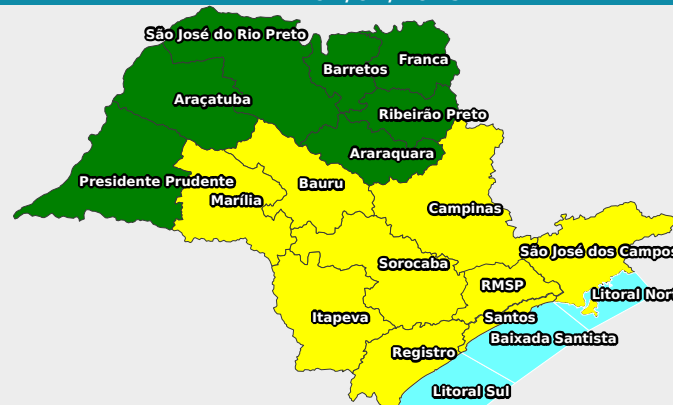 São José do Rio Preto
Franca
Barretos
Araçatuba
Ribeirão Preto
Araraquara
Presidente Prudente
Bauru
Marília
Campinas
São José dos Campos
Sorocaba
RMSP
Litoral Nort
Itapeva
Santos
Baixada Santista
Registro
Litoral Sul